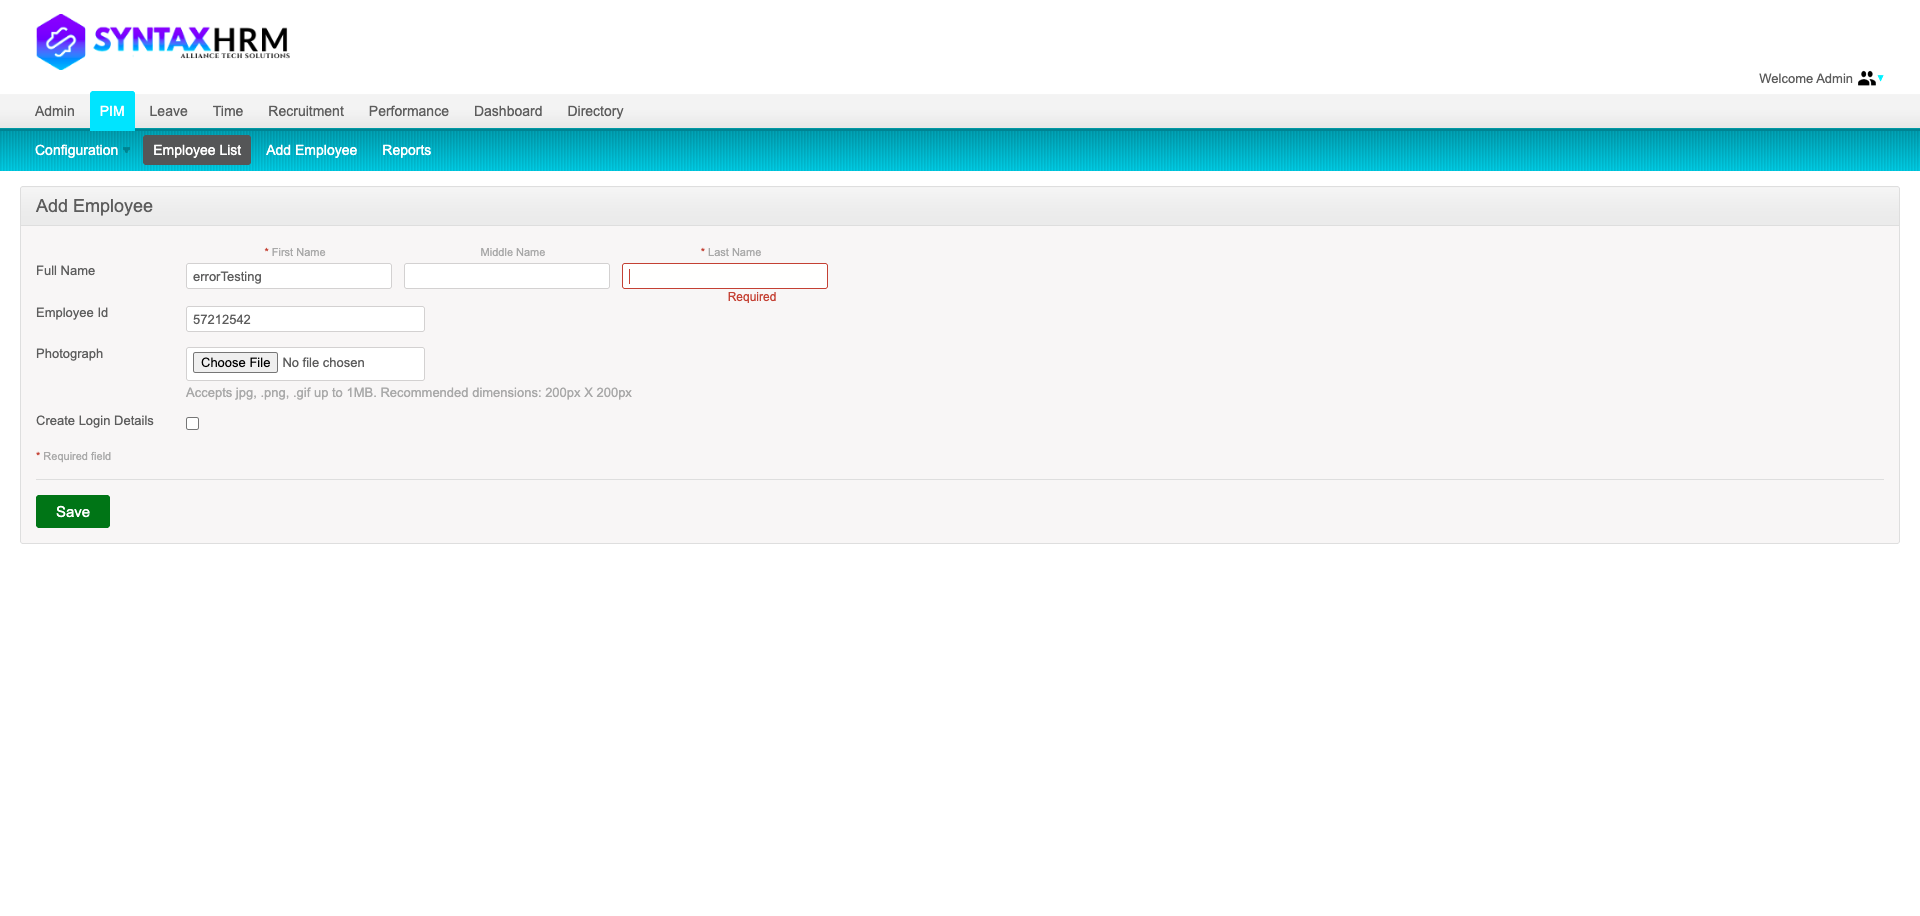 SYNTAXHRM
ALLIANCE TECH SOLUTIONS
Welcome Admin
Admin PIM Leave Time Recruitment Performance Dashboard Directory
Configuration Employee List Add Employee Reports
Add Employee
* First Name Middle Name * Last Name
Full Name errorTesting
Required
Employee Id 57212542
Photograph Choose File No file chosen
Accepts jpg, .png, .gif up to 1MB. Recommended dimensions: 200px X 200px
Create Login Details
* Required field
Save